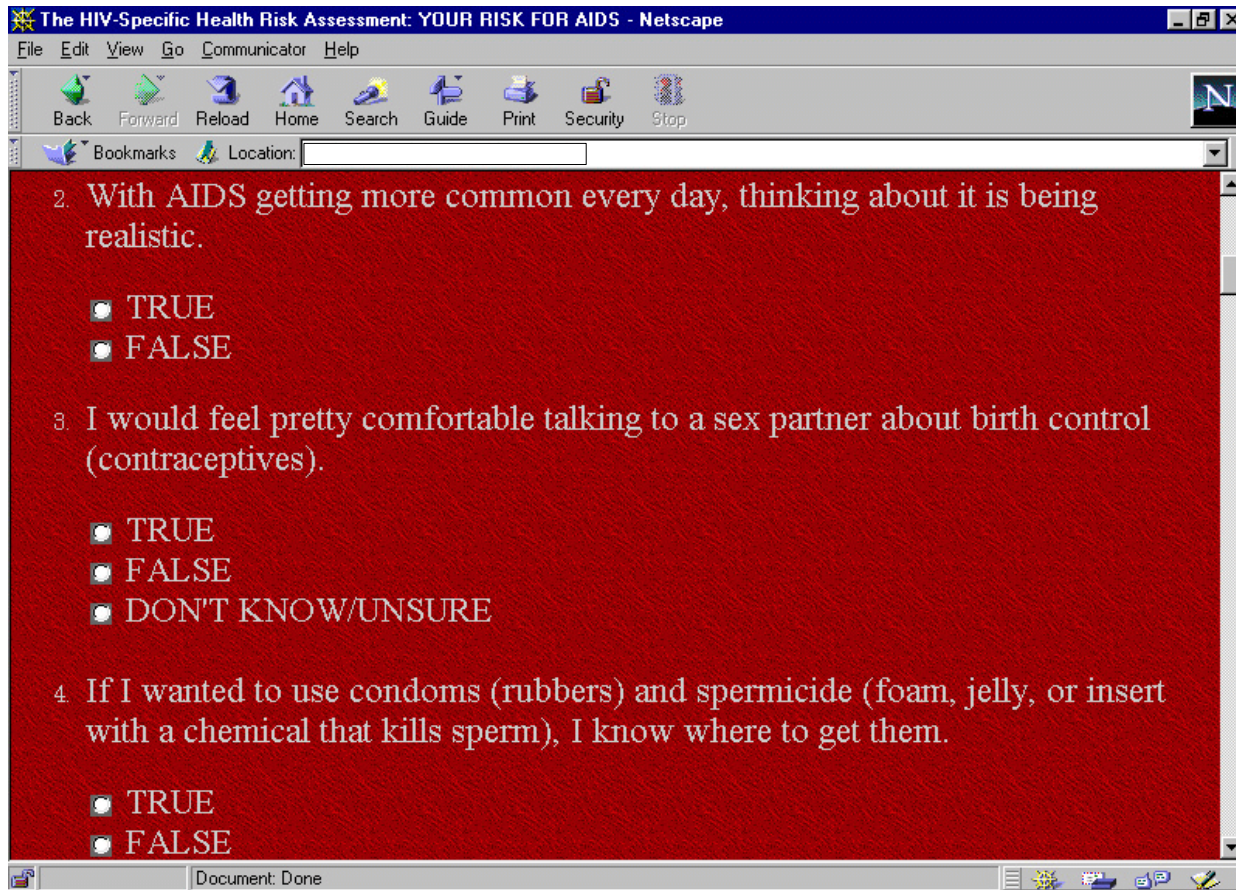 The HIV-Specific Health Risk Assessment: YOUR RISK FOR AIDS - Netscape
File Edit View Go Communicator Help
Back Forward Reload Home Search Guide Print Security Stop
N
Bookmarks Location:
2. With AIDS getting more common every day, thinking about it is being
realistic.
TRUE
FALSE
3. I would feel pretty comfortable talking to a sex partner about birth control
(contraceptives).
TRUE
FALSE
DON'T KNOW/UNSURE
4. If I wanted to use condoms (rubbers) and spermicide (foam, jelly, or insert
with a chemical that kills sperm), I know where to get them.
TRUE
FALSE
Document: Done